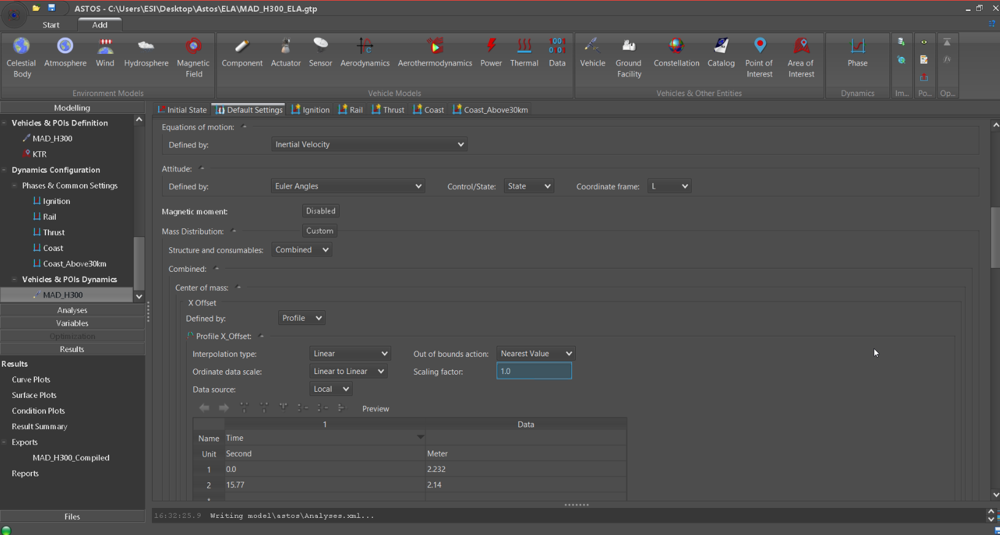 ASTOS - C:\Users\ESI\Desktop\Astos\ELA\MAD_H300_ELA.gtp
Start Add
Celestial Body Atmosphere Wind Hydrosphere Magnetic Field
Environment Models
Component Actuator Sensor Aerodynamics Aerothermodynamics Power Thermal 1001 0101 Data
Vehicle Models
Vehicle Ground Facility Constellation Catalog Point of Interest Area of Interest
Vehicles & Other Entities
Phase
Dynamics Im... Po... Op...
Modelling
Vehicles & POIs Definition
MAD_H300
KTR
Dynamics Configuration
Phases & Common Settings
Ignition
Rail
Thrust
Coast
Coast_Above30km
Vehicles & POIs Dynamics
MAD_H300
Analyses
Variables
Optimization
Results
Results
Curve Plots
Surface Plots
Condition Plots
Result Summary
Exports
MAD_H300_Compiled
Reports
Files
Initial State Default Settings Ignition Rail Thrust Coast Coast_Above30km
Equations of motion:
Defined by: Inertial Velocity
Attitude:
Defined by: Euler Angles Control/State: State Coordinate frame: L
Magnetic moment: Disabled
Mass Distribution: Custom
Structure and consumables: Combined
Combined:
Center of mass:
X Offset
Defined by: Profile
Profile X_Offset:
Interpolation type: Linear Out of bounds action: Nearest Value
Ordinate data scale: Linear to Linear Scaling factor: 1.0
Data source: Local
Preview
1 Data
Name Time
Unit Second Meter
1 0.0 2.232
2 15.77 2.14
*
16:32:25.9 Writing model\astos\Analyses.xml...